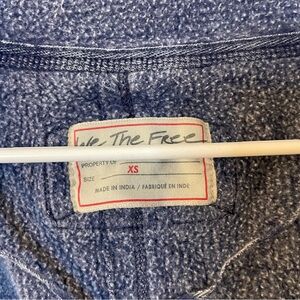 We The Free
PROPERTY OF
XS
SIZE
MADE IN INDIA / FABRIQUÉ EN INDE